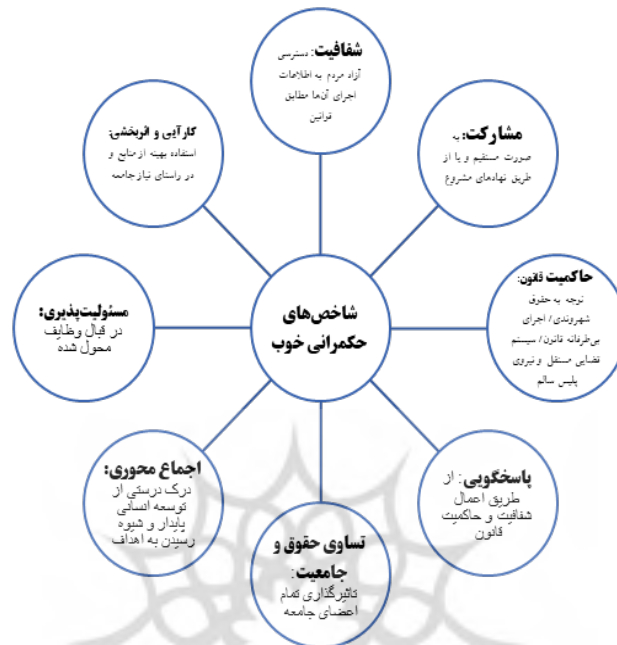 شفافیت: دسترسی
آزاد مردم به اطلاعات
اجرای آن‌ها مطابق
قوانین
مشارکت: به
صورت مستقیم و یا از
طریق نهادهای مشروع
حاکمیت قانون:
توجه به حقوق
شهروندی/ اجرای
بی‌طرفانه قانون/ سیستم
قضایی مستقل و نیروی
پلیس سالم
پاسخگویی: از
طریق اعمال
شفافیت و حاکمیت
قانون
تساوی حقوق و
جامعیت:
تاثیرگذاری تمام
اعضای جامعه
اجماع محوری:
درک درستی از
توسعه انسانی
پایدار و شیوه
رسیدن به اهداف
مسئولیت‌پذیری:
در قبال وظایف
محول شده
کارآیی و اثربخشی:
استفاده بهینه از منابع و
در راستای نیاز جامعه
شاخص‌های
حکمرانی خوب